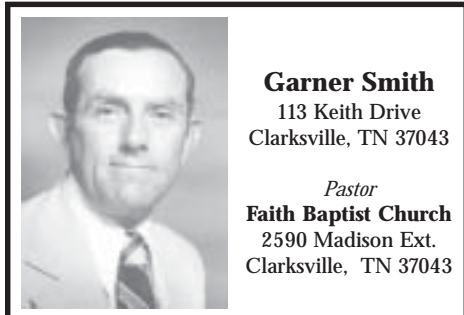 Garner Smith
113 Keith Drive
Clarksville, TN 37043
Pastor
Faith Baptist Church
2590 Madison Ext.
Clarksville, TN 37043